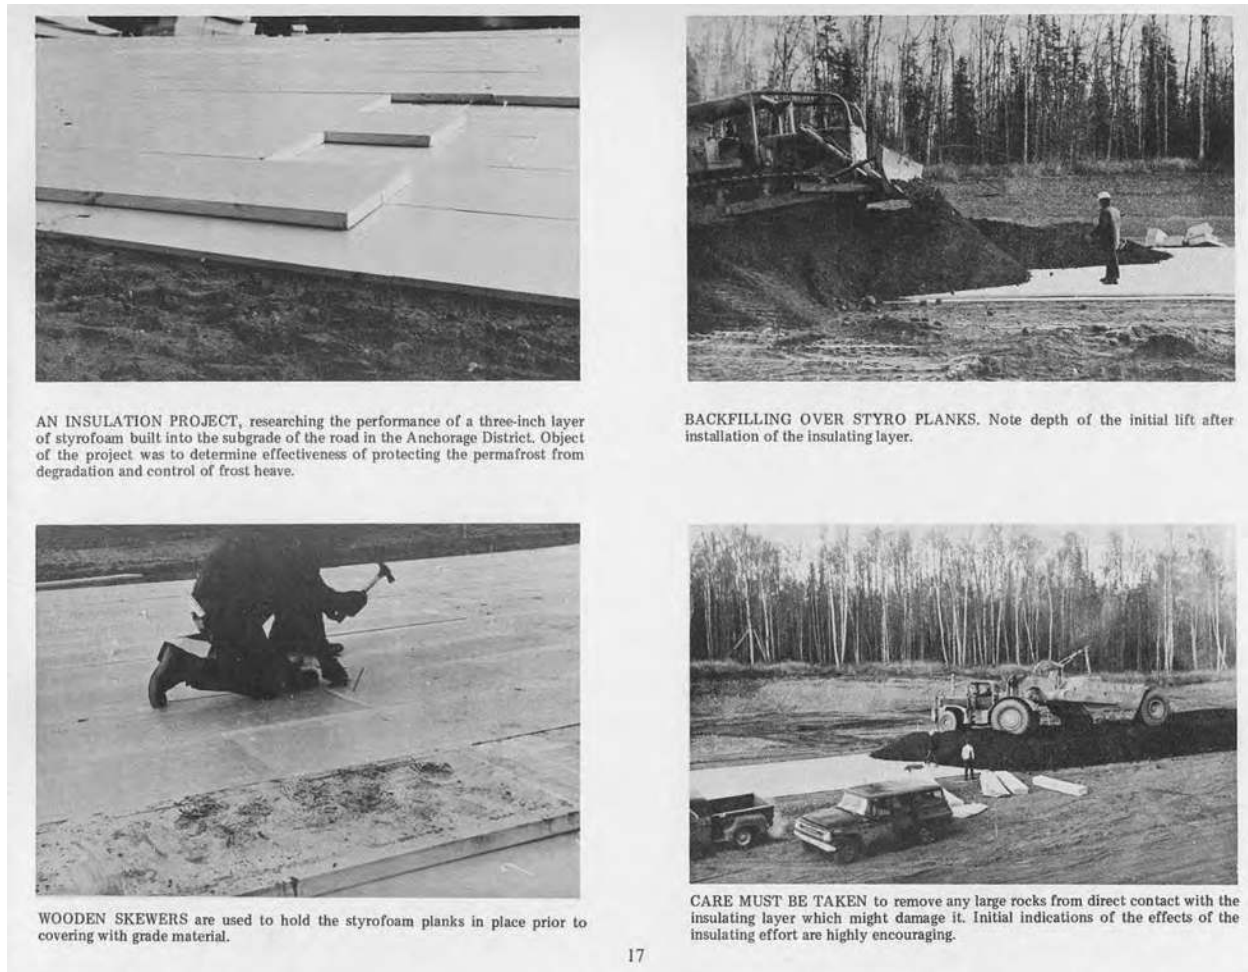 AN INSULATION PROJECT, researching the performance of a three-inch layer
of styrofoam built into the subgrade of the road in the Anchorage District. Object
of the project was to determine effectiveness of protecting the permafrost from
degradation and control of frost heave.
BACKFILLING OVER STYRO PLANKS. Note depth of the initial lift after
installation of the insulating layer.
WOODEN SKEWERS are used to hold the styrofoam planks in place prior to
covering with grade material.
CARE MUST BE TAKEN to remove any large rocks from direct contact with the
insulating layer which might damage it. Initial indications of the effects of the
insulating effort are highly encouraging.
17